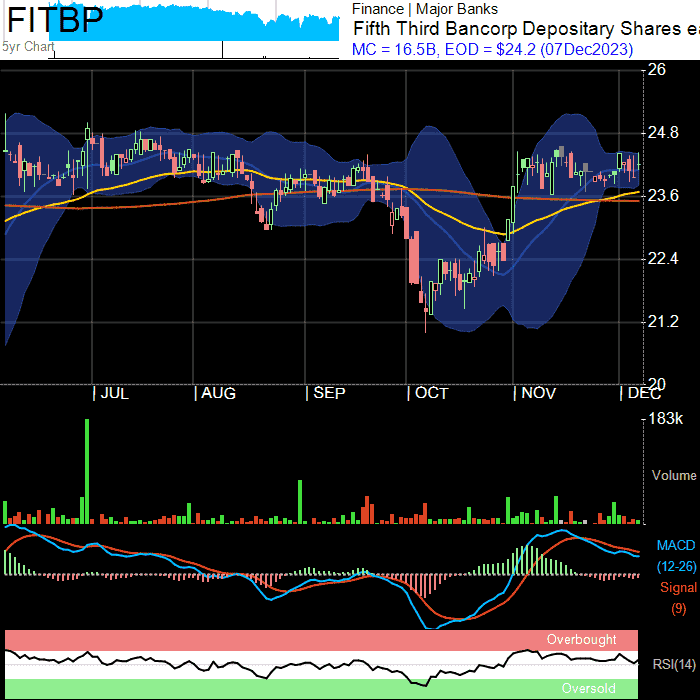 FITBP
5yr Chart
Finance | Major Banks
Fifth Third Bancorp Depositary Shares ea
MC = 16.5B, EOD = $24.2 (07Dec2023)
26
24.8
23.6
22.4
21.2
20
| JUL | AUG | SEP | OCT | NOV | DEC
183k
Volume
MACD
(12-26)
Signal
(9)
Overbought
RSI(14)
Oversold